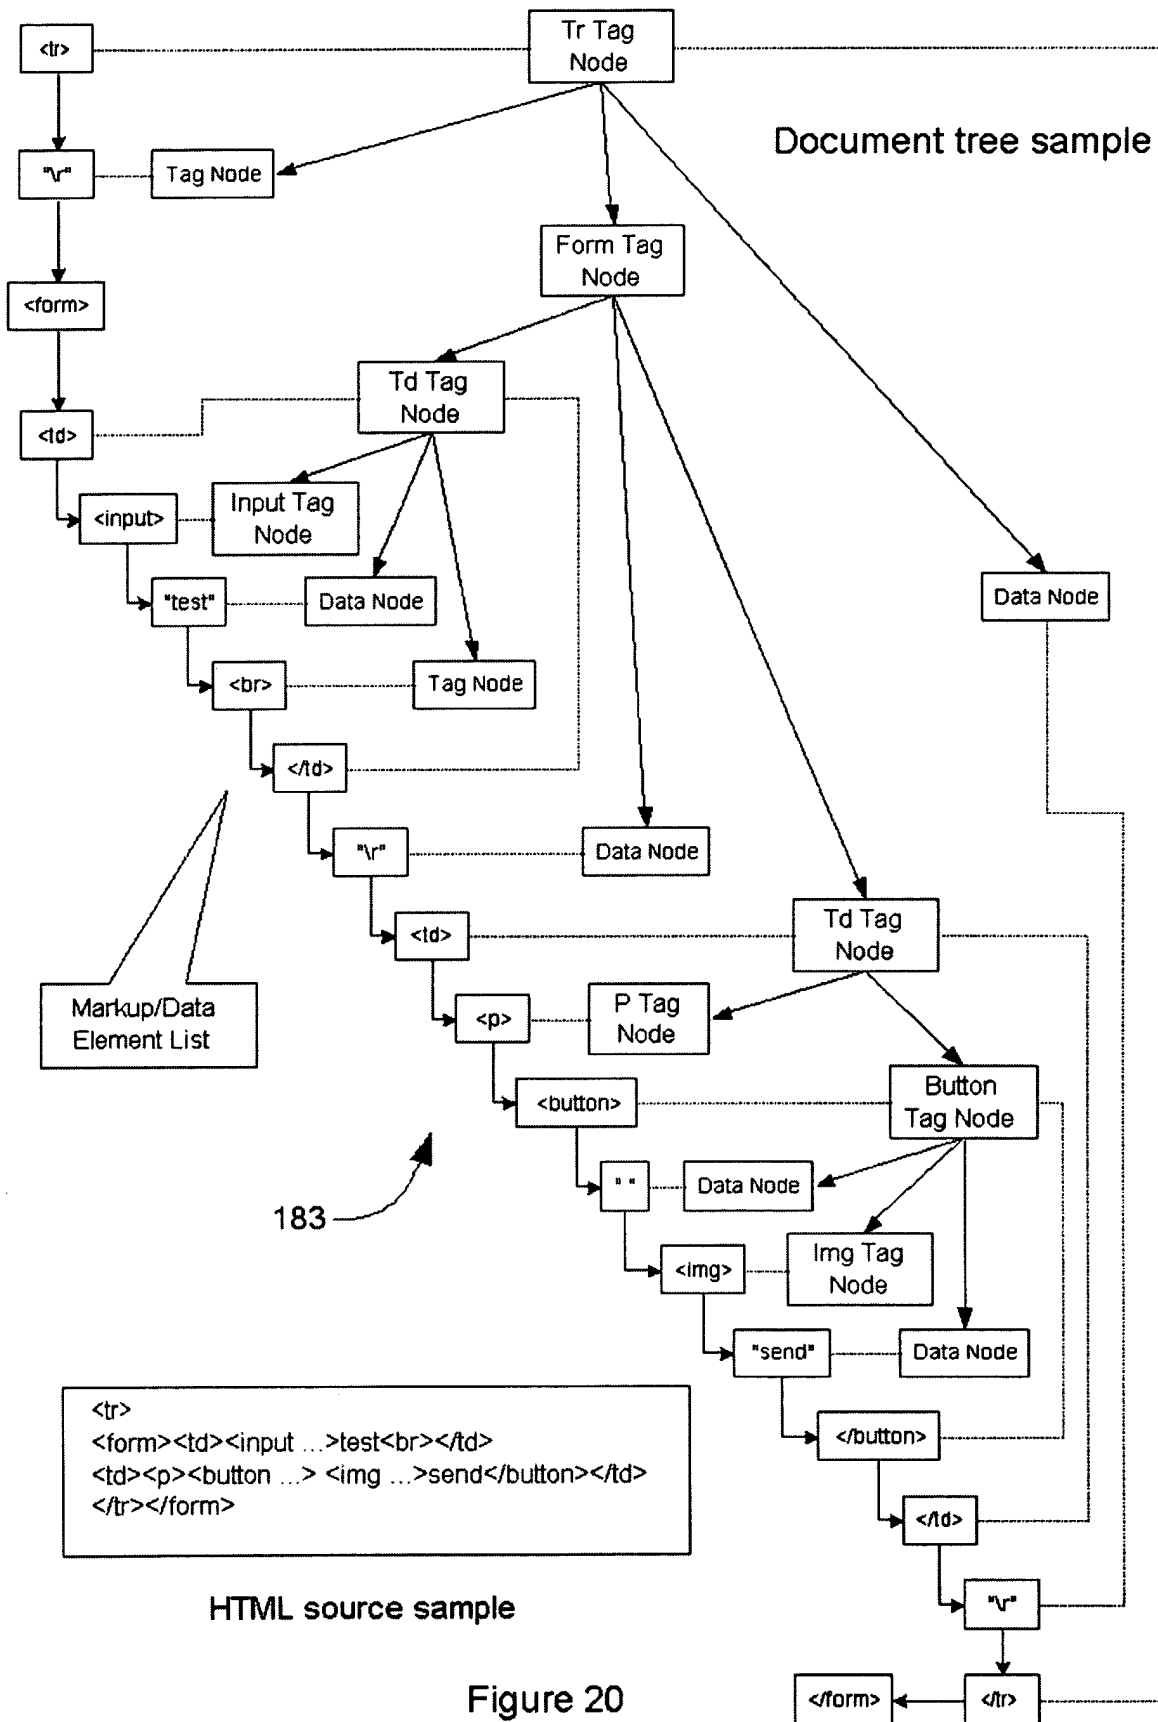 <tr>
Tr Tag
Node
Document tree sample
"\r"
Tag Node
Form Tag
Node
<form>
Td Tag
Node
<td>
<input>
Input Tag
Node
"test"
Data Node
Data Node
<br>
Tag Node
</td>
"\r"
Data Node
<td>
Td Tag
Node
Markup/Data
Element List
<p>
P Tag
Node
<button>
Button
Tag Node
183
" "
Data Node
<img>
Img Tag
Node
"send"
Data Node
<tr>
<form><td><input ...>test<br></td>
<td><p><button ...> <img ...>send</button></td>
</tr></form>
</button>
</td>
HTML source sample
"\r"
Figure 20
</form>
</tr>